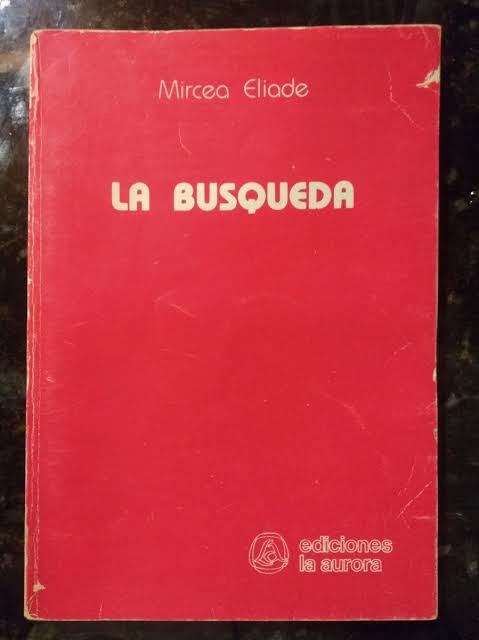 Mircea Eliade
LA BUSQUEDA
ediciones
la aurora